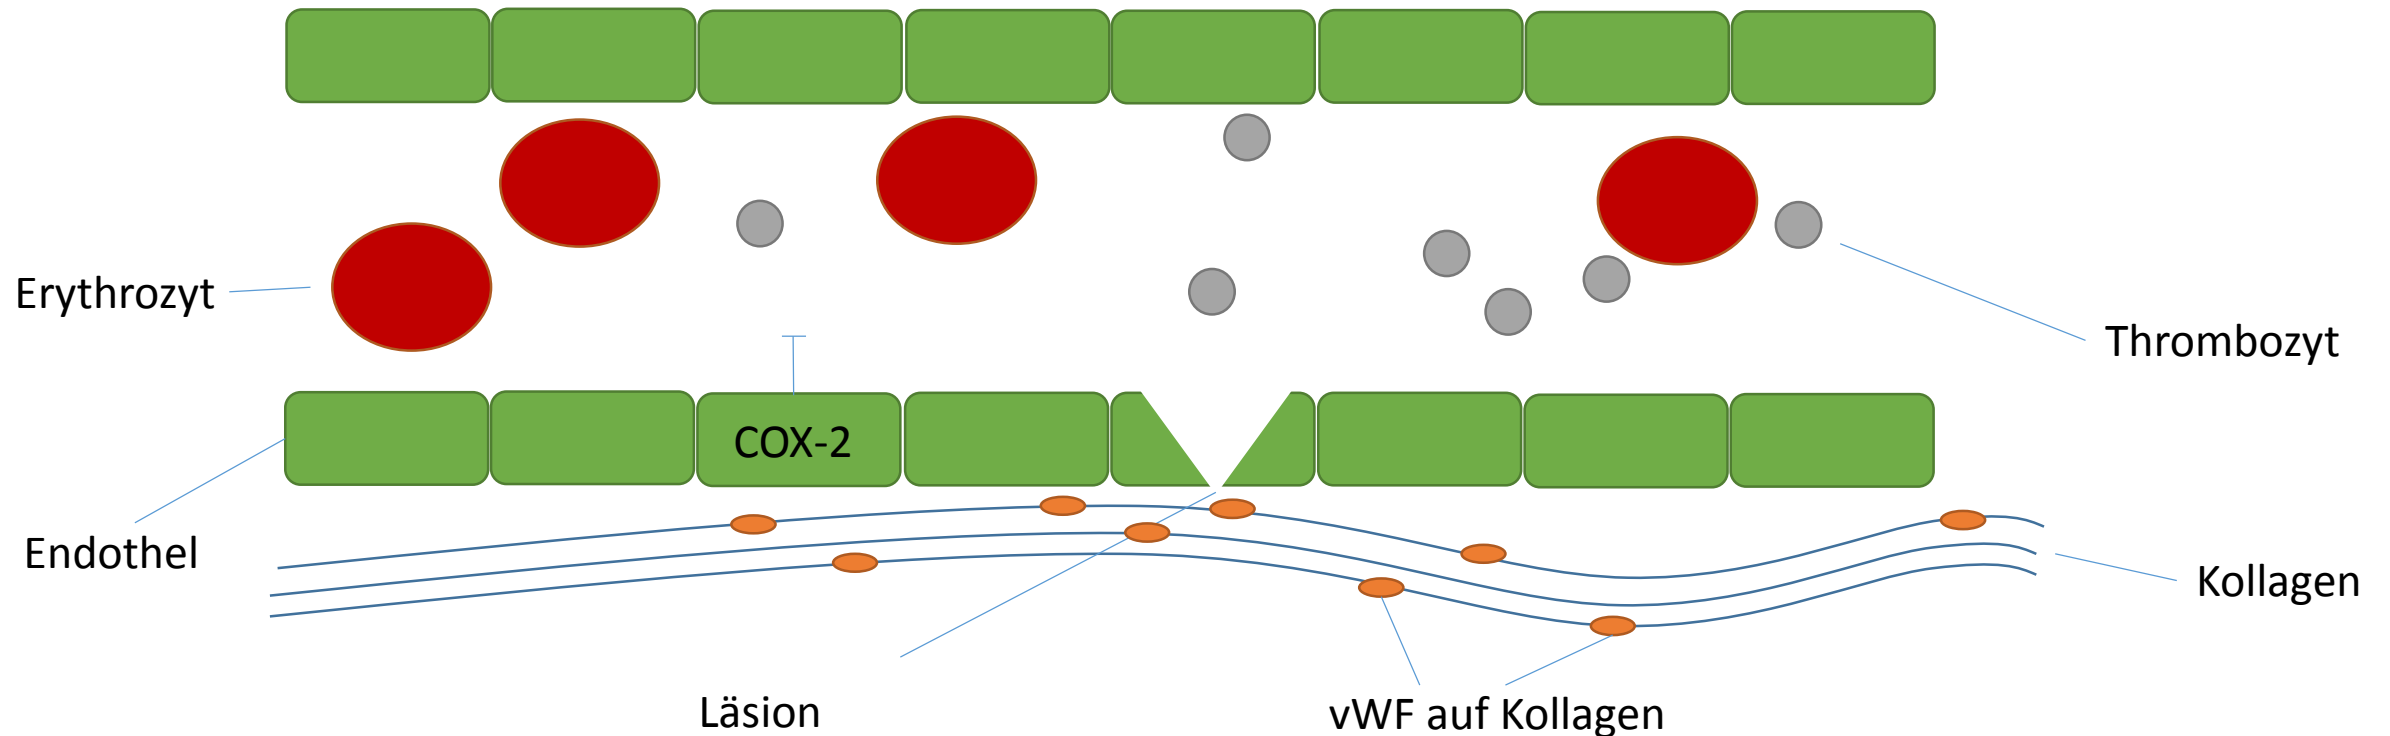 Erythrozyt
Thrombozyt
COX-2
Endothel
Kollagen
Läsion
vWF auf Kollagen